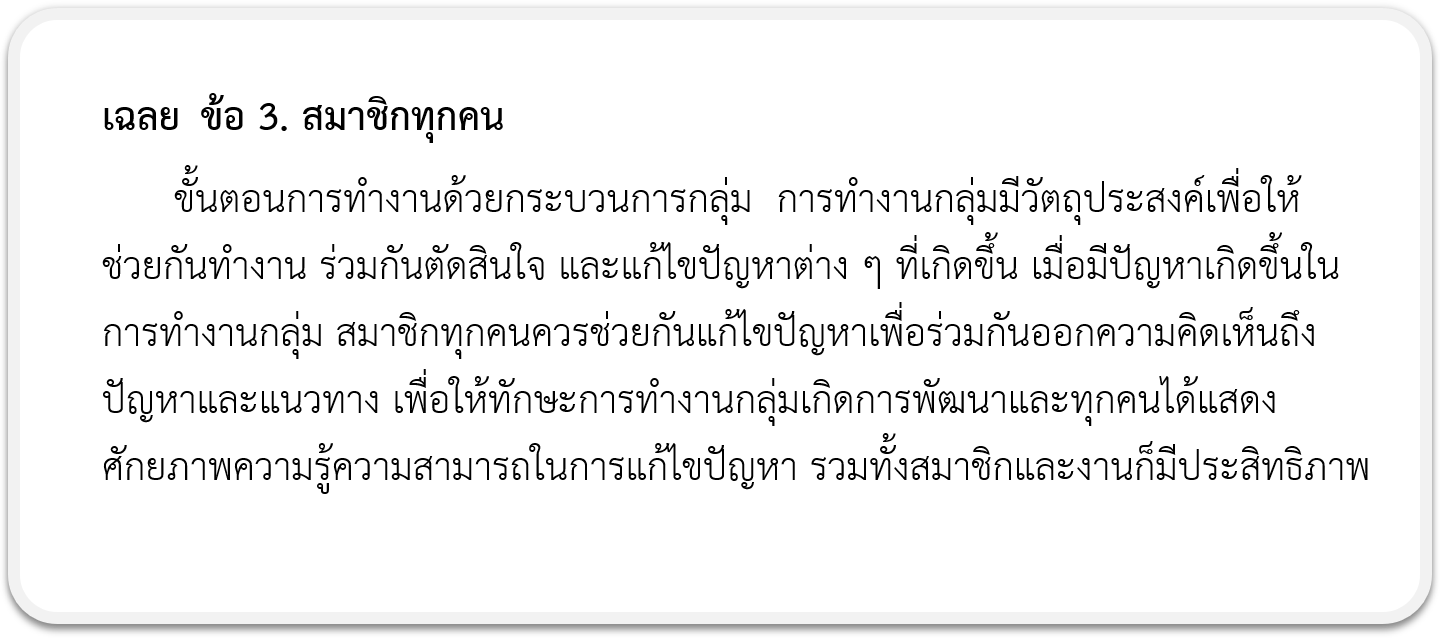 เฉลย ข้อ 3. สมาชิกทุกคน
ขั้นตอนการทำงานด้วยกระบวนการกลุ่ม การทำงานกลุ่มมีวัตถุประสงค์เพื่อให้
ช่วยกันทำงาน ร่วมกันตัดสินใจ และแก้ไขปัญหาต่าง ๆ ที่เกิดขึ้น เมื่อมีปัญหาเกิดขึ้นใน
การทำงานกลุ่ม สมาชิกทุกคนควรช่วยกันแก้ไขปัญหาเพื่อร่วมกันออกความคิดเห็นถึง
ปัญหาและแนวทาง เพื่อให้ทักษะการทำงานกลุ่มเกิดการพัฒนาและทุกคนได้แสดง
ศักยภาพความรู้ความสามารถในการแก้ไขปัญหา รวมทั้งสมาชิกและงานก็มีประสิทธิภาพ